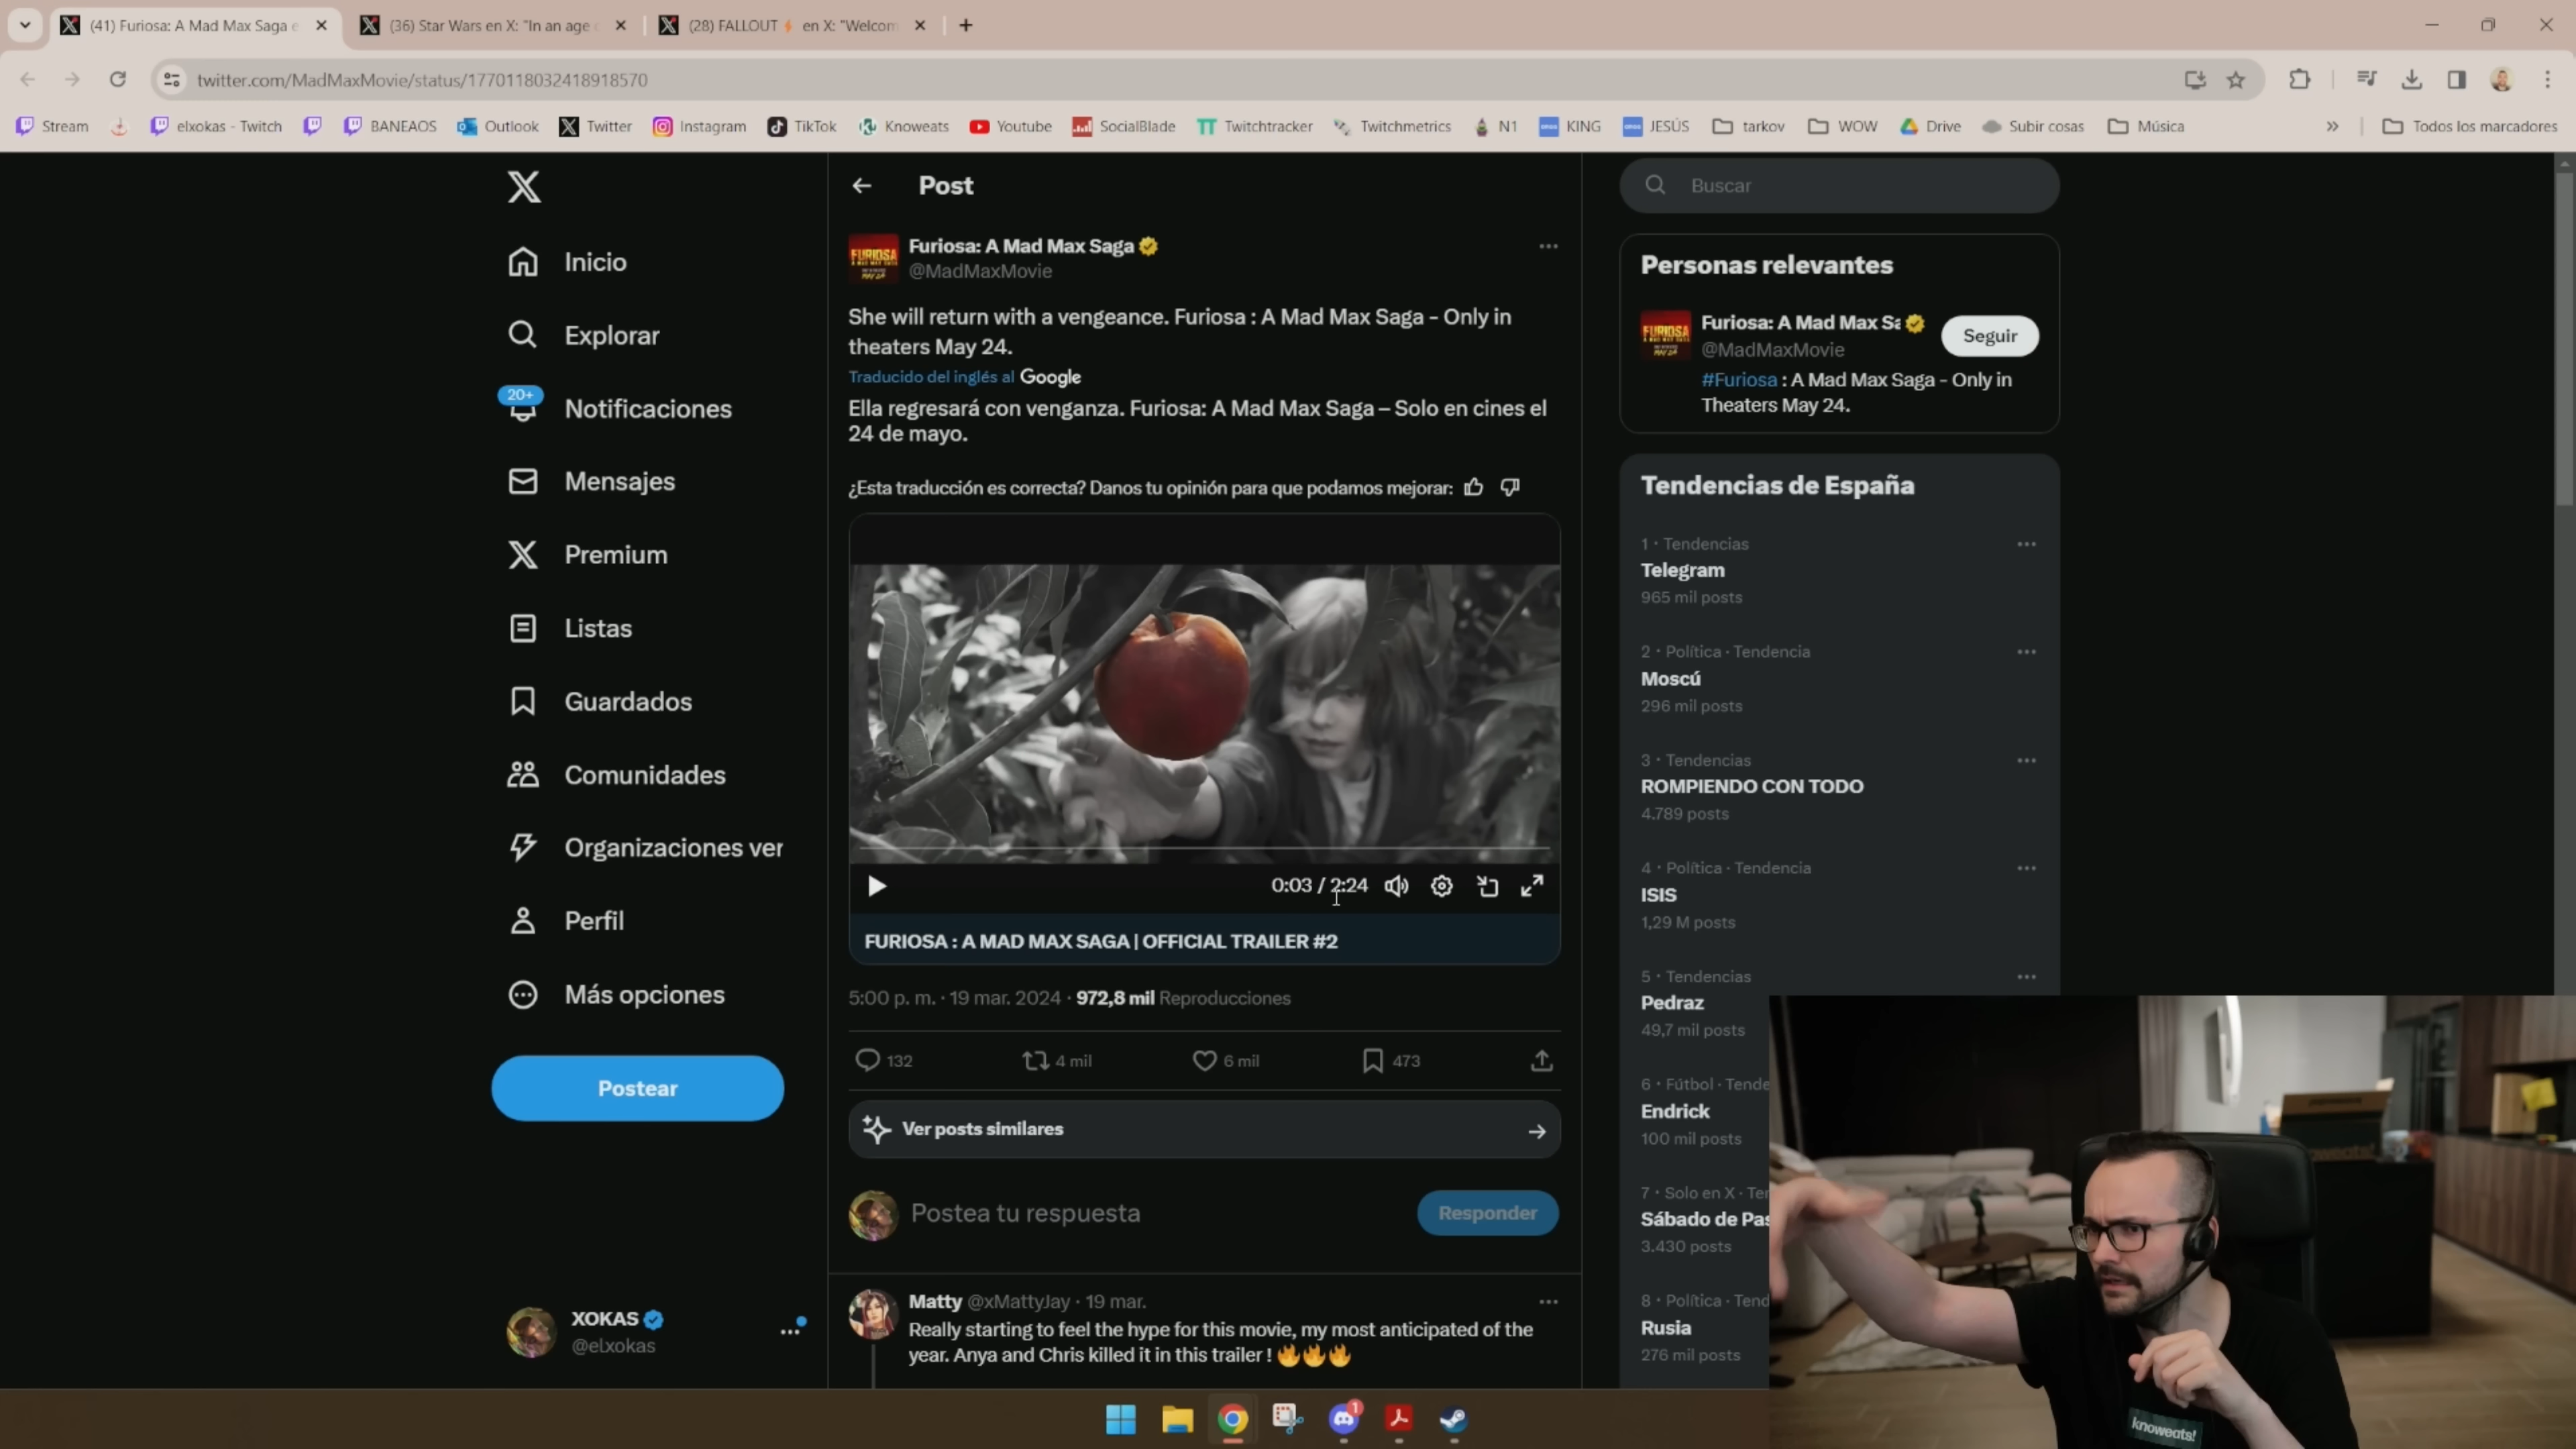 (41) Furiosa: A Mad Max Saga e
(36) Star Wars en X: "In an age
(28) FALLOUT⚡ en X: "Welcom
twitter.com/MadMaxMovie/status/1770118032418918570
Stream
elxokas - Twitch
BANEAOS
Outlook
Twitter
Instagram
TikTok
Knoweats
Youtube
SocialBlade
Twitchtracker
Twitchmetrics
N1
KING
JESÚS
tarkov
WOW
Drive
Subir cosas
Música
Todos los marcadores
Inicio
Explorar
20+
Notificaciones
Mensajes
Premium
Listas
Guardados
Comunidades
Organizaciones ver
Perfil
Más opciones
Postear
XOKAS
@elxokas
Post
Furiosa: A Mad Max Saga
@MadMaxMovie
She will return with a vengeance. Furiosa : A Mad Max Saga - Only in
theaters May 24.
Traducido del inglés al Google
Ella regresará con venganza. Furiosa: A Mad Max Saga – Solo en cines el
24 de mayo.
¿Esta traducción es correcta? Danos tu opinión para que podamos mejorar:
0:03 / 2:24
FURIOSA : A MAD MAX SAGA | OFFICIAL TRAILER #2
5:00 p. m. · 19 mar. 2024 · 972,8 mil Reproducciones
132
4 mil
6 mil
473
Ver posts similares
Postea tu respuesta
Responder
Matty @xMattyJay · 19 mar.
Really starting to feel the hype for this movie, my most anticipated of the
year. Anya and Chris killed it in this trailer ! 🔥🔥🔥
Buscar
Personas relevantes
Furiosa: A Mad Max Sa
@MadMaxMovie
Seguir
#Furiosa : A Mad Max Saga - Only in
Theaters May 24.
Tendencias de España
1 · Tendencias
Telegram
965 mil posts
2 · Política · Tendencia
Moscú
296 mil posts
3 · Tendencias
ROMPIENDO CON TODO
4.789 posts
4 · Política · Tendencia
ISIS
1,29 M posts
5 · Tendencias
Pedraz
49,7 mil posts
6 · Fútbol · Tende
Endrick
100 mil posts
7 · Solo en X · Ter
Sábado de Pas
3.430 posts
8 · Política · Tend
Rusia
276 mil posts
knoweats!
1